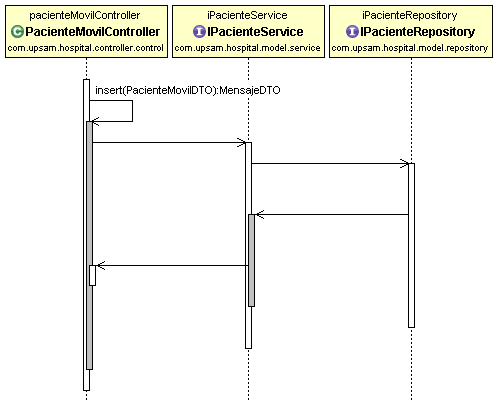 pacienteMovilController
C PacienteMovilController
com.upsam.hospital.controller.control
iPacienteService
I IPacienteService
com.upsam.hospital.model.service
iPacienteRepository
I IPacienteRepository
com.upsam.hospital.model.repository
insert(PacienteMovilDTO):MensajeDTO